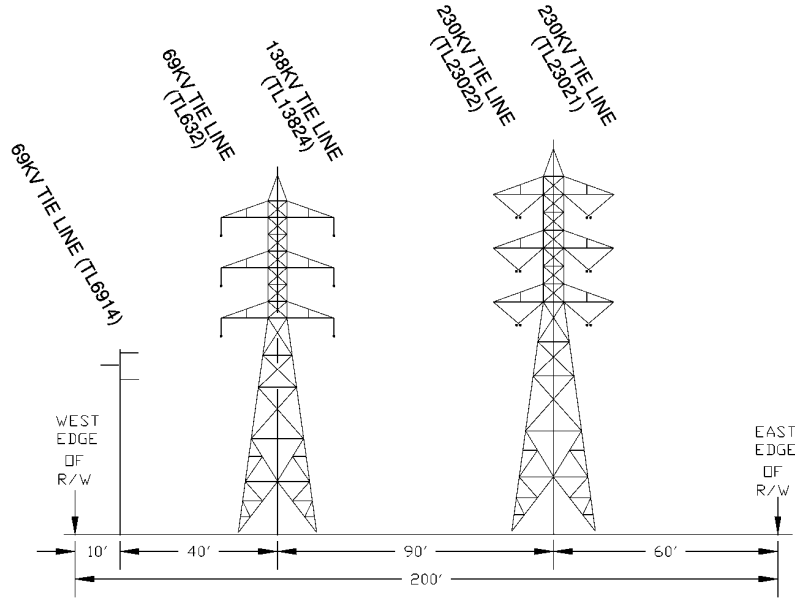 69KV TIE LINE (TL6914)
69KV TIE LINE
(TL632)
138KV TIE LINE
(TL13824)
230KV TIE LINE
(TL23022)
230KV TIE LINE
(TL23021)
WEST
EDGE
OF
R/W
EAST
EDGE
OF
R/W
10'
40'
90'
60'
200'